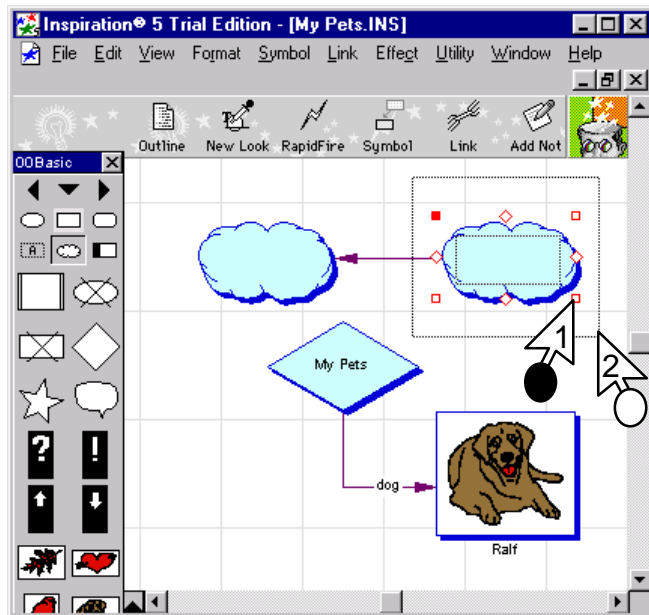 Inspiration® 5 Trial Edition - [My Pets.INS]
File Edit View Format Symbol Link Effect Utility Window Help
Outline New Look RapidFire Symbol Link Add Not
00Basic
A
My Pets
1
2
? !
dog
Ralf